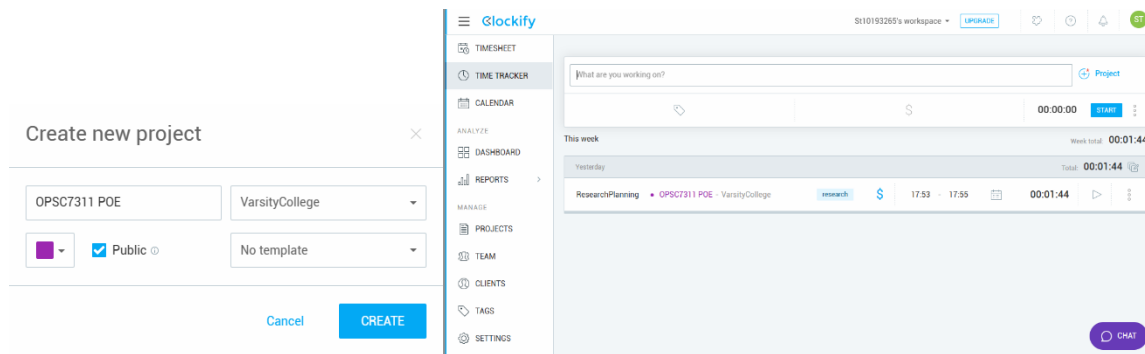 Create new project
OPSC7311 POE
VarsityCollege
Public
No template
Cancel
CREATE
Clockify
St10193265's workspace
UPGRADE
ST
TIMESHEET
TIME TRACKER
CALENDAR
ANALYZE
DASHBOARD
REPORTS
MANAGE
PROJECTS
TEAM
CLIENTS
TAGS
SETTINGS
What are you working on?
Project
$
00:00:00
START
This week
Week total: 00:01:44
Yesterday
Total: 00:01:44
ResearchPlanning • OPSC7311 POE - VarsityCollege
research
$
17:53 - 17:55
00:01:44
CHAT